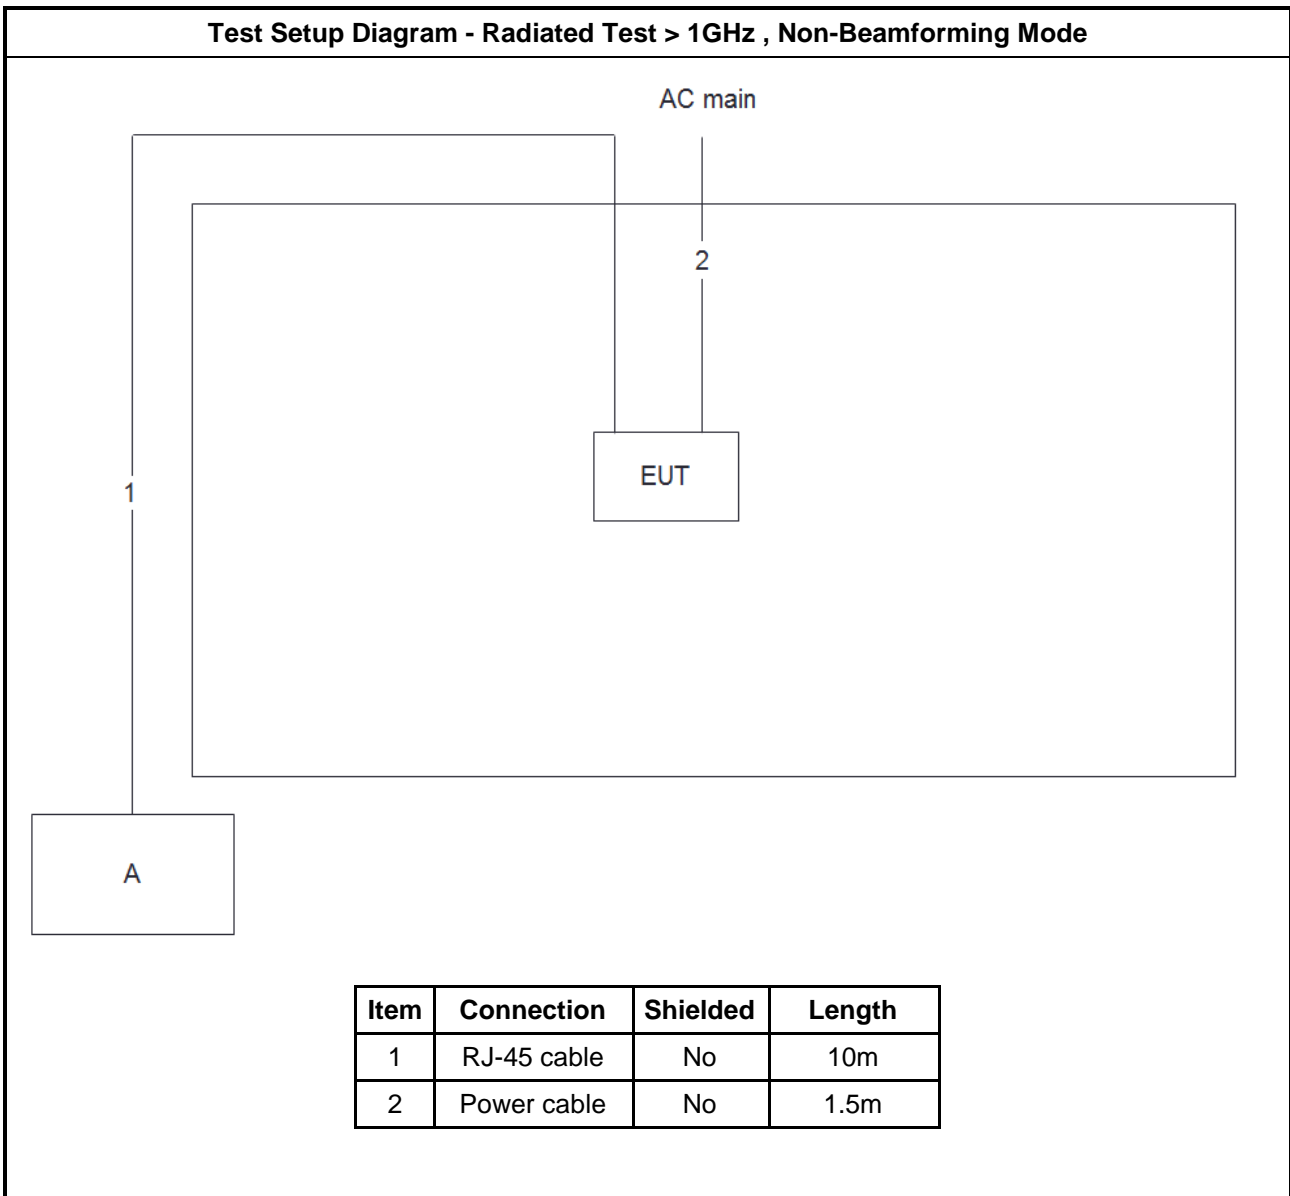 Test Setup Diagram - Radiated Test > 1GHz , Non-Beamforming Mode
AC main
2
EUT
1
A
Item Connection Shielded Length
1 RJ-45 cable No 10m
2 Power cable No 1.5m